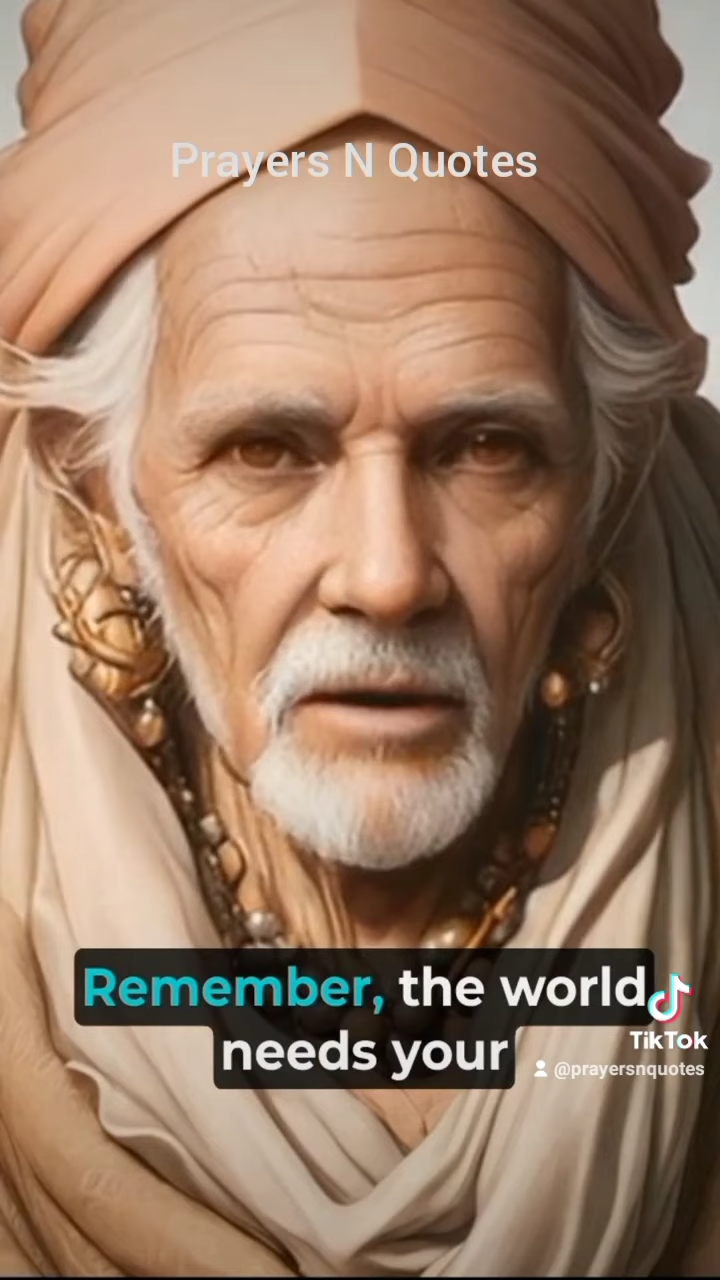 Prayers N Quotes
Remember, the world
needs your
TikTok
@prayersnquotes